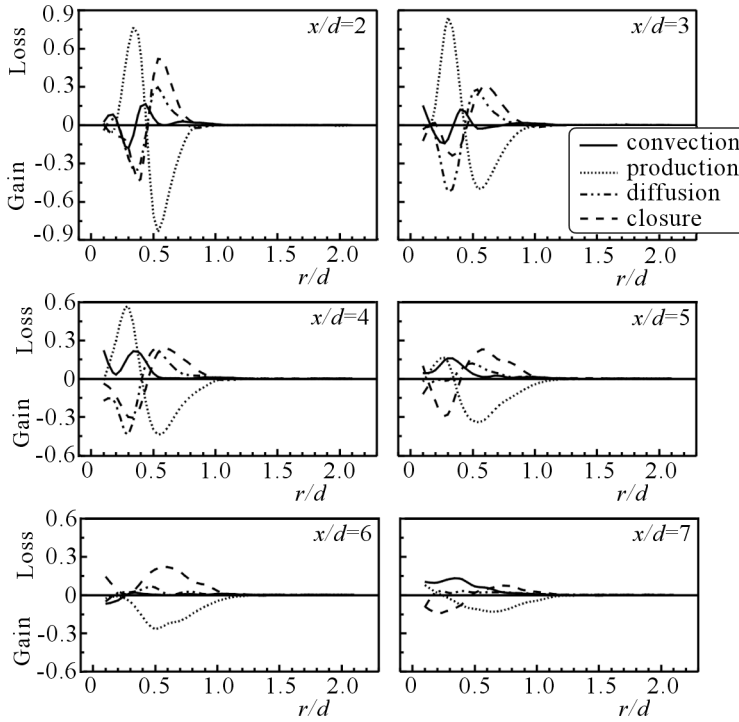 x/d=2
x/d=3
0.9
0.6
0.3
0
-0.3
-0.6
-0.9
Loss
Gain
convection
production
diffusion
closure
0 0.5 1.0 1.5 2.0
r/d
0 0.5 1.0 1.5 2.0
r/d
x/d=4
x/d=5
0.6
0.3
0
-0.3
-0.6
Loss
Gain
0 0.5 1.0 1.5 2.0
r/d
0 0.5 1.0 1.5 2.0
r/d
x/d=6
x/d=7
0.6
0.3
0
-0.3
-0.6
Loss
Gain
0 0.5 1.0 1.5 2.0
r/d
0 0.5 1.0 1.5 2.0
r/d